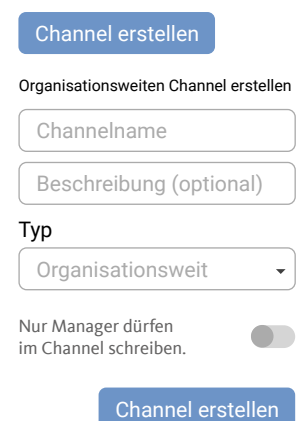 Channel erstellen
Organisationsweiten Channel erstellen
Channelname
Beschreibung (optional)
Typ
Organisationsweit
Nur Manager dürfen
im Channel schreiben.
Channel erstellen